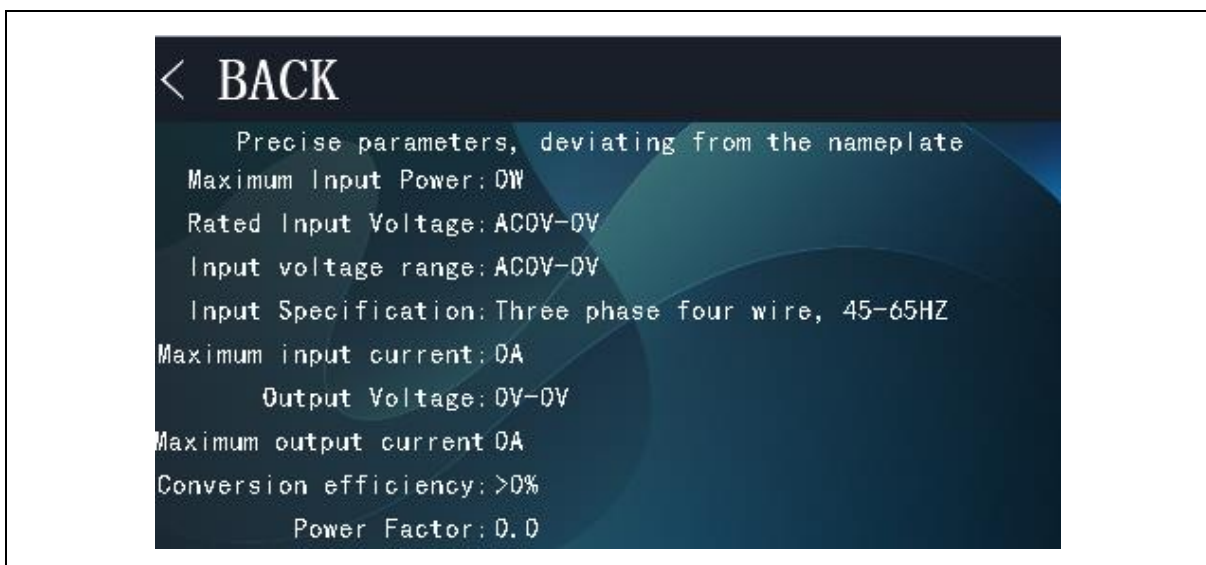 < BACK
Precise parameters, deviating from the nameplate
Maximum Input Power:0W
Rated Input Voltage:AC0V-0V
Input voltage range:AC0V-0V
Input Specification:Three phase four wire, 45-65HZ
Maximum input current:0A
Output Voltage:0V-0V
Maximum output current 0A
Conversion efficiency:>0%
Power Factor:0.0